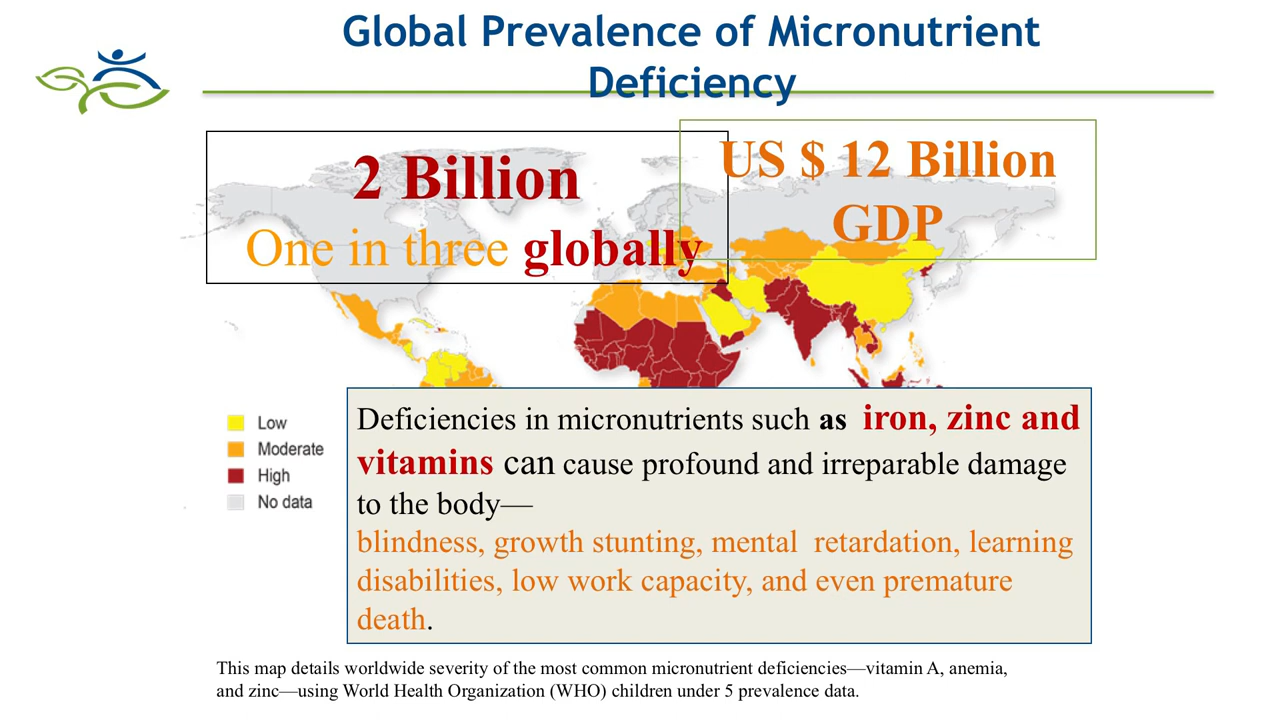 Global Prevalence of Micronutrient
Deficiency
2 Billion
One in three globally
US $ 12 Billion
GDP
Low
Moderate
High
No data
Deficiencies in micronutrients such as iron, zinc and
vitamins can cause profound and irreparable damage
to the body—
blindness, growth stunting, mental retardation, learning
disabilities, low work capacity, and even premature
death.
This map details worldwide severity of the most common micronutrient deficiencies—vitamin A, anemia,
and zinc—using World Health Organization (WHO) children under 5 prevalence data.